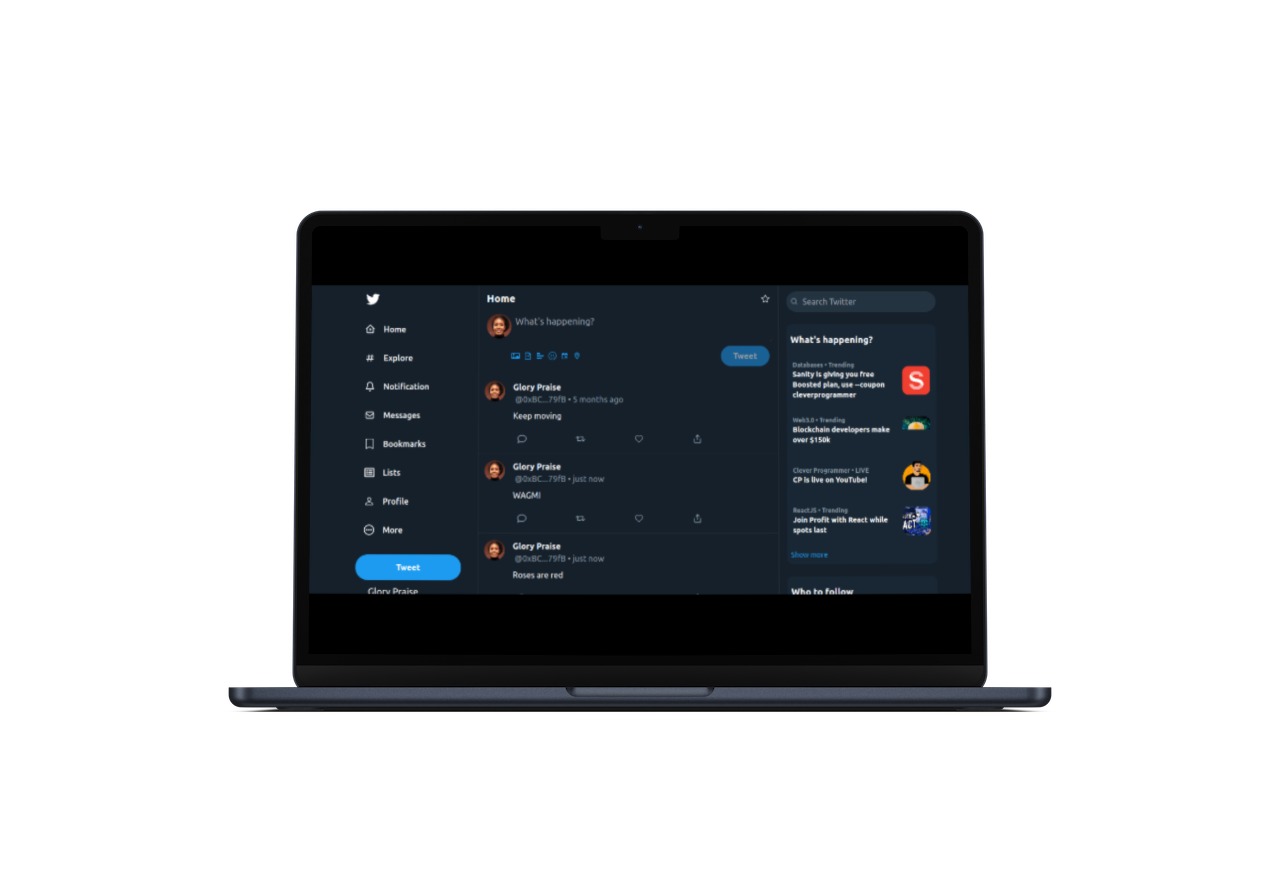 Home
Explore
Notification
Messages
Bookmarks
Lists
Profile
More
Tweet
Glory Praise
Home
What's happening?
Tweet
Glory Praise
@0xBC...79fB • 5 months ago
Keep moving
Glory Praise
@0xBC...79fB • just now
WAGMI
Glory Praise
@0xBC...79fB • just now
Roses are red
Search Twitter
What's happening?
Databases • Trending
Sanity is giving you free
Boosted plan, use --coupon
cleverprogrammer
S
Web3.0 • Trending
Blockchain developers make
over $150k
Clever Programmer • LIVE
CP is live on YouTube!
ReactJS • Trending
Join Profit with React while
spots last
ACT
Show more
Who to follow